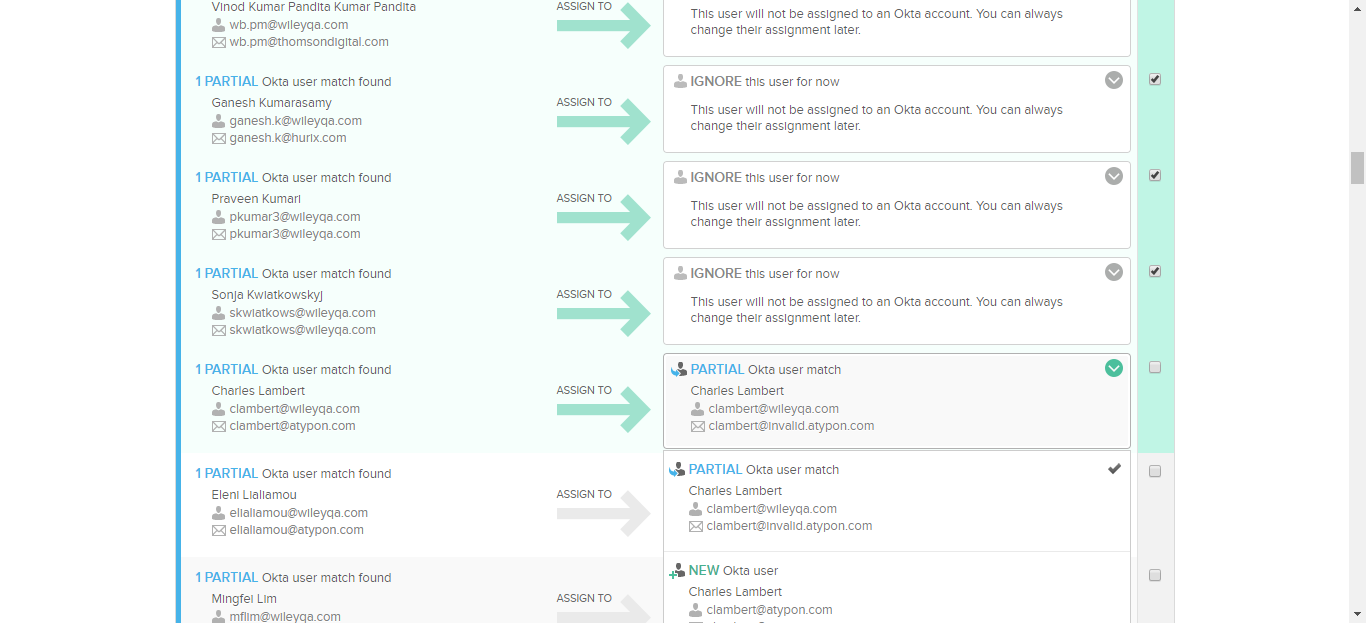 Vinod Kumar Pandita Kumar Pandita
wb.pm@wileyqa.com
wb.pm@thomsondigital.com
ASSIGN TO
This user will not be assigned to an Okta account. You can always
change their assignment later.
1 PARTIAL Okta user match found
Ganesh Kumarasamy
ganesh.k@wileyqa.com
ganesh.k@hurix.com
ASSIGN TO
IGNORE this user for now
This user will not be assigned to an Okta account. You can always
change their assignment later.
1 PARTIAL Okta user match found
Praveen Kumari
pkumar3@wileyqa.com
pkumar3@wileyqa.com
ASSIGN TO
IGNORE this user for now
This user will not be assigned to an Okta account. You can always
change their assignment later.
1 PARTIAL Okta user match found
Sonja Kwiatkowskyj
skwiatkows@wileyqa.com
skwiatkows@wileyqa.com
ASSIGN TO
IGNORE this user for now
This user will not be assigned to an Okta account. You can always
change their assignment later.
1 PARTIAL Okta user match found
Charles Lambert
clambert@wileyqa.com
clambert@atypon.com
ASSIGN TO
PARTIAL Okta user match
Charles Lambert
clambert@wileyqa.com
clambert@invalid.atypon.com
1 PARTIAL Okta user match found
Eleni Lialiamou
elialiamou@wileyqa.com
elialiamou@atypon.com
ASSIGN TO
PARTIAL Okta user match
Charles Lambert
clambert@wileyqa.com
clambert@invalid.atypon.com
1 PARTIAL Okta user match found
Mingfei Lim
mflim@wileyqa.com
ASSIGN TO
NEW Okta user
Charles Lambert
clambert@atypon.com